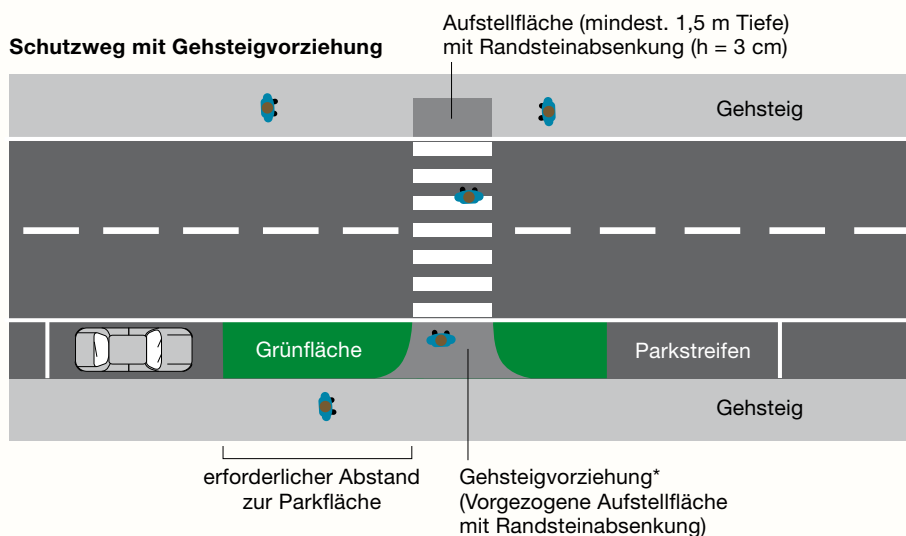 Schutzweg mit Gehsteigvorziehung
Aufstellfläche (mindest. 1,5 m Tiefe)
mit Randsteinabsenkung (h = 3 cm)
Gehsteig
Grünfläche
Parkstreifen
Gehsteig
erforderlicher Abstand
zur Parkfläche
Gehsteigvorziehung*
(Vorgezogene Aufstellfläche
mit Randsteinabsenkung)